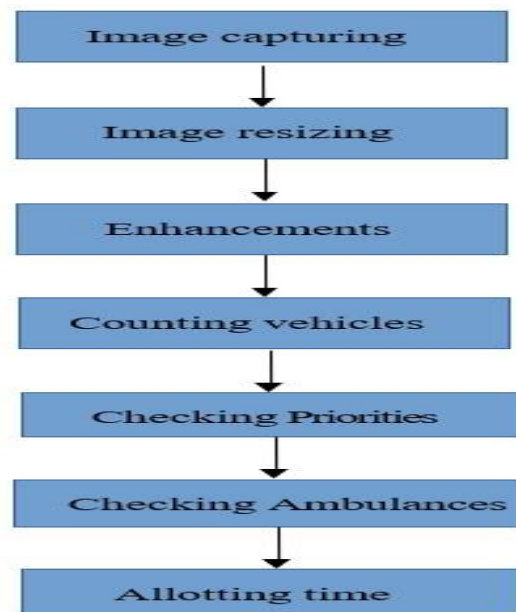 Image capturing
Image resizing
Enhancements
Counting vehicles
Checking Priorities
Checking Ambulances
Allotting time